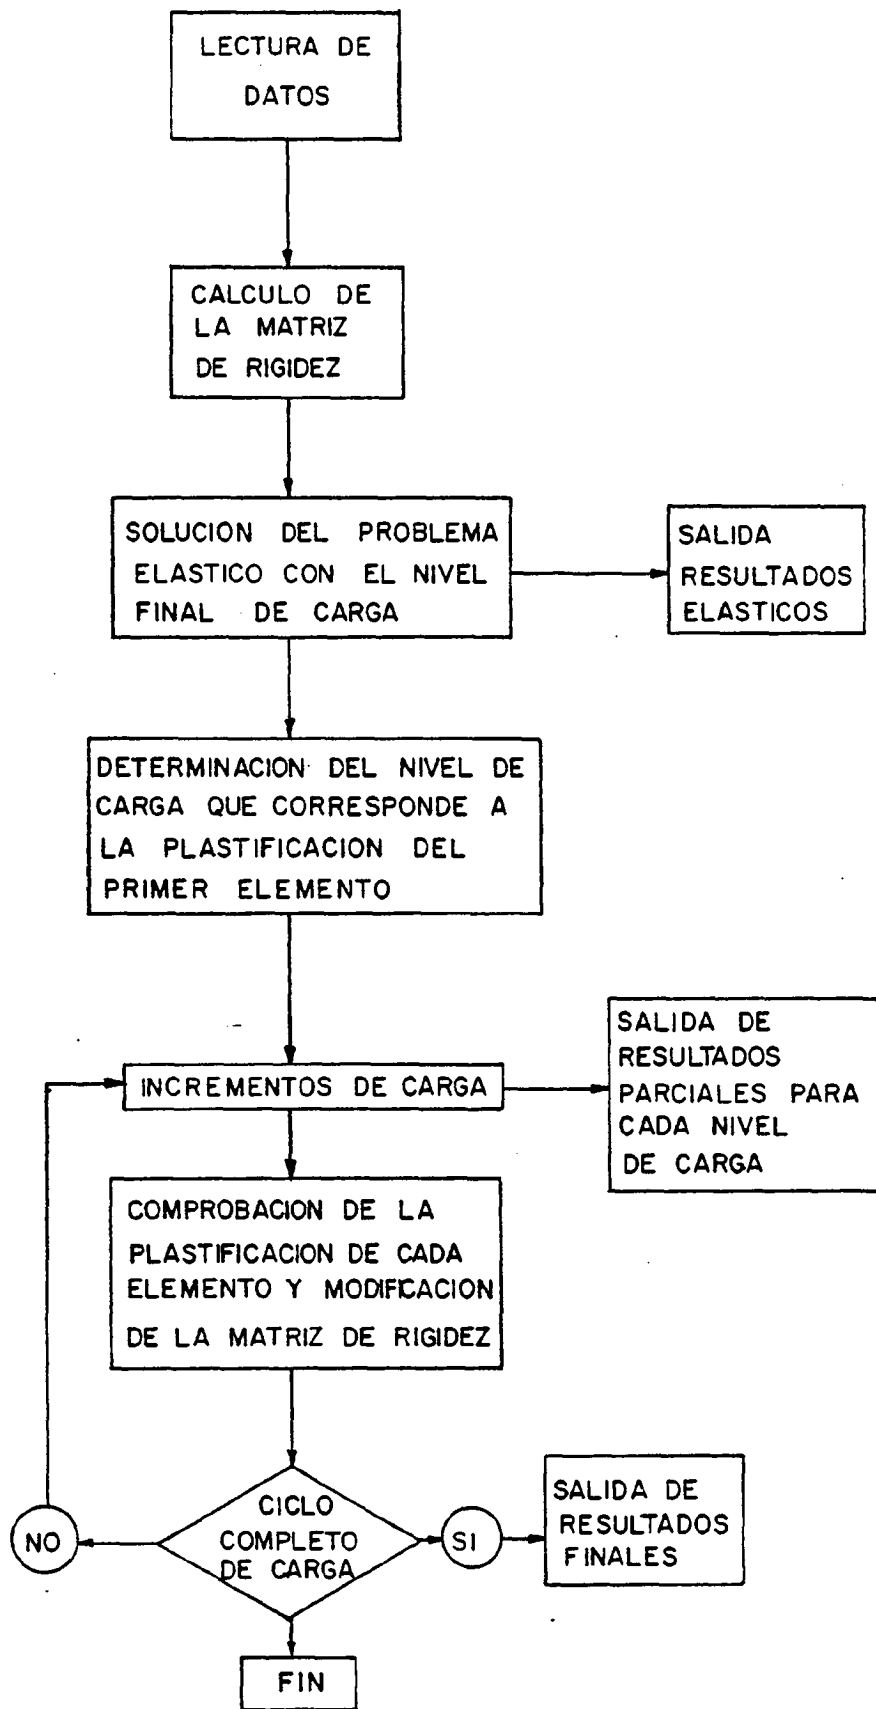 LECTURA DE
DATOS
CALCULO DE
LA MATRIZ
DE RIGIDEZ
SOLUCION DEL PROBLEMA
ELASTICO CON EL NIVEL
FINAL DE CARGA
SALIDA
RESULTADOS
ELASTICOS
DETERMINACION DEL NIVEL DE
CARGA QUE CORRESPONDE A
LA PLASTIFICACION DEL
PRIMER ELEMENTO
INCREMENTOS DE CARGA
SALIDA DE
RESULTADOS
PARCIALES PARA
CADA NIVEL
DE CARGA
COMPROBACION DE LA
PLASTIFICACION DE CADA
ELEMENTO Y MODIFICACION
DE LA MATRIZ DE RIGIDEZ
CICLO
COMPLETO
DE CARGA
NO
SI
SALIDA DE
RESULTADOS
FINALES
FIN